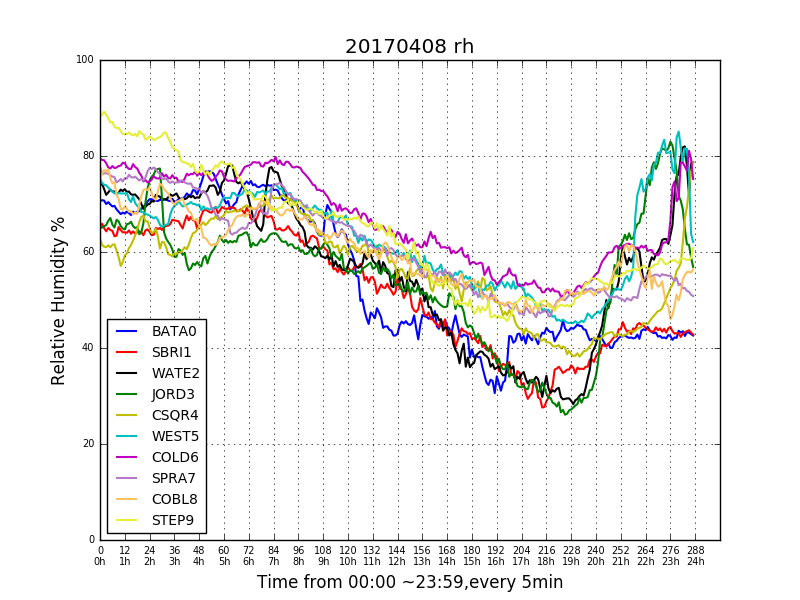 20170408 rh
100
80
60
40
20
0
Relative Humidity %
BATA0
SBRI1
WATE2
JORD3
CSQR4
WEST5
COLD6
SPRA7
COBL8
STEP9
0 12 24 36 48 60 72 84 96 108 120 132 144 156 168 180 192 204 216 228 240 252 264 276 288
0h 1h 2h 3h 4h 5h 6h 7h 8h 9h 10h 11h 12h 13h 14h 15h 16h 17h 18h 19h 20h 21h 22h 23h 24h
Time from 00:00 ~23:59,every 5min